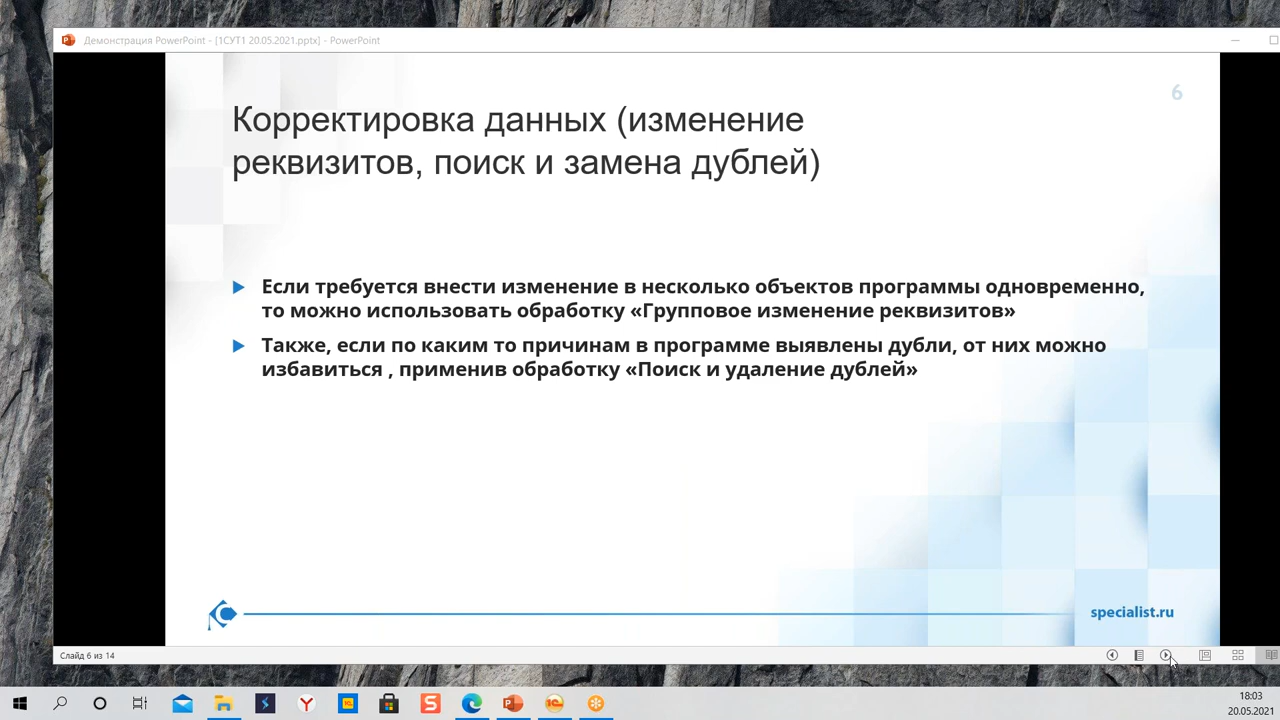 Демонстрация PowerPoint - [1СУТ1 20.05.2021.pptx] - PowerPoint
6
Корректировка данных (изменение
реквизитов, поиск и замена дублей)
Если требуется внести изменение в несколько объектов программы одновременно,
то можно использовать обработку «Групповое изменение реквизитов»
Также, если по каким то причинам в программе выявлены дубли, от них можно
избавиться , применив обработку «Поиск и удаление дублей»
specialist.ru
Слайд 6 из 14
18:03
20.05.2021